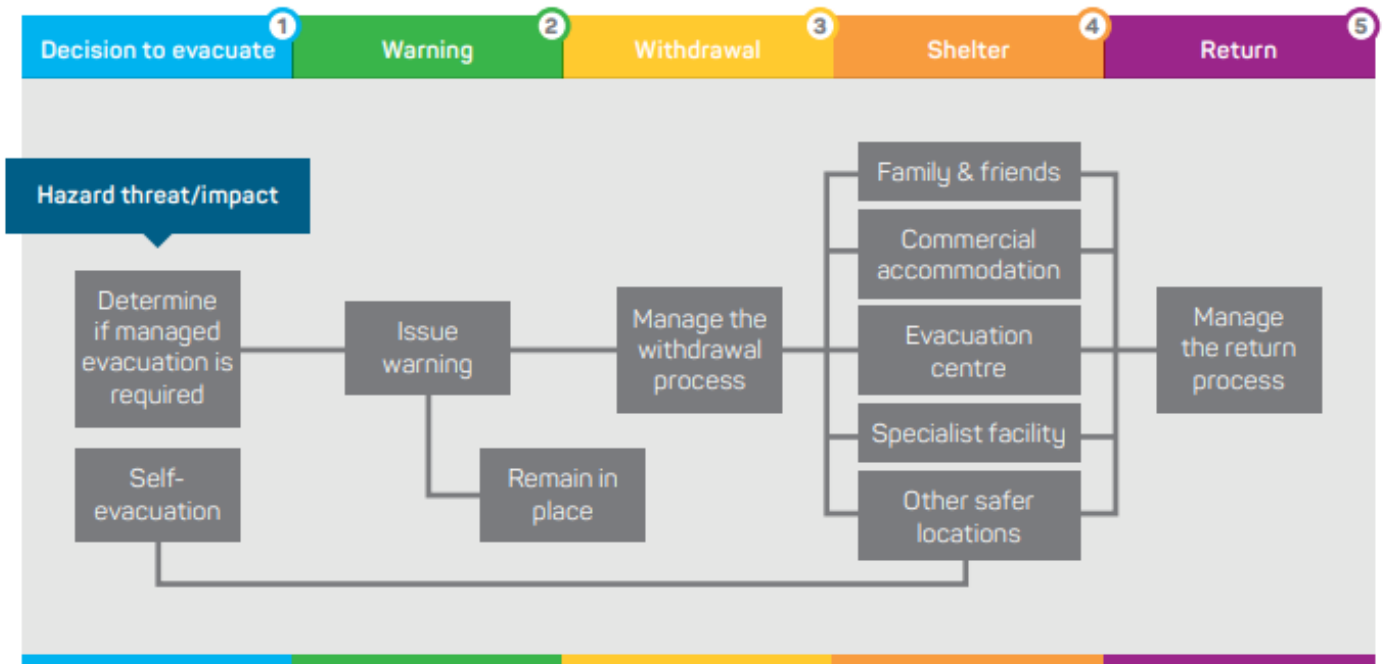 1
2
3
4
5
Decision to evacuate
Warning
Withdrawal
Shelter
Return
Hazard threat/impact
Determine
if managed
evacuation is
required
Self-
evacuation
Issue
warning
Remain in
place
Manage the
withdrawal
process
Family & friends
Commercial
accommodation
Evacuation
centre
Specialist facility
Other safer
locations
Manage
the return
process